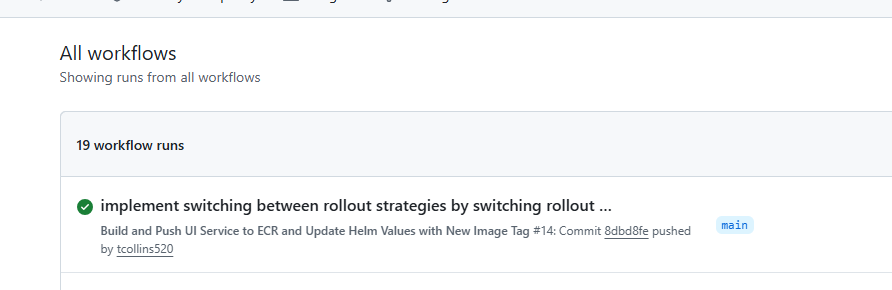 All workflows
Showing runs from all workflows
19 workflow runs
implement switching between rollout strategies by switching rollout ...
Build and Push UI Service to ECR and Update Helm Values with New Image Tag #14: Commit 8dbd8fe pushed
by tcollins520
main